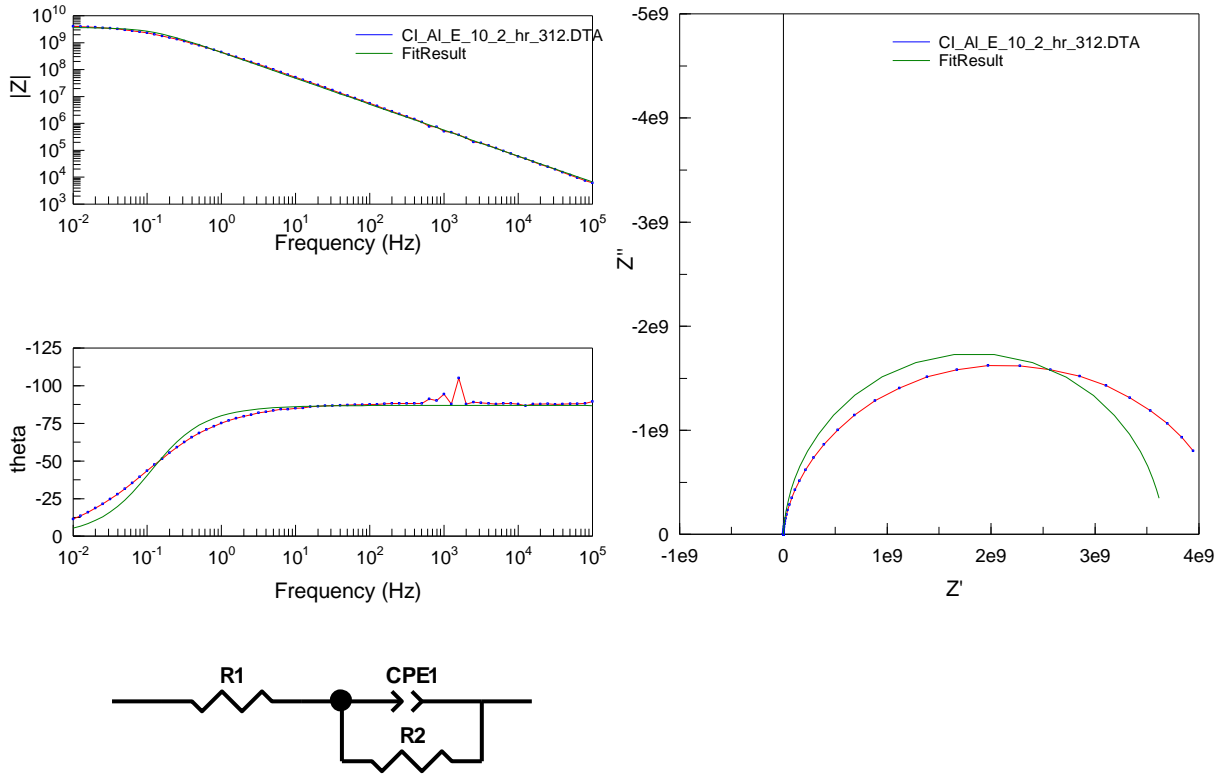 10^10
10^9
10^8
10^7
10^6
10^5
10^4
10^3
|Z|
CI_Al_E_10_2_hr_312.DTA
FitResult
10^-2 10^-1 10^0 10^1 10^2 10^3 10^4 10^5
Frequency (Hz)
-125
-100
-75
-50
-25
0
theta
10^-2 10^-1 10^0 10^1 10^2 10^3 10^4 10^5
Frequency (Hz)
-5e9
-4e9
-3e9
-2e9
-1e9
0
Z''
CI_Al_E_10_2_hr_312.DTA
FitResult
-1e9 0 1e9 2e9 3e9 4e9
Z'
R1 CPE1
R2